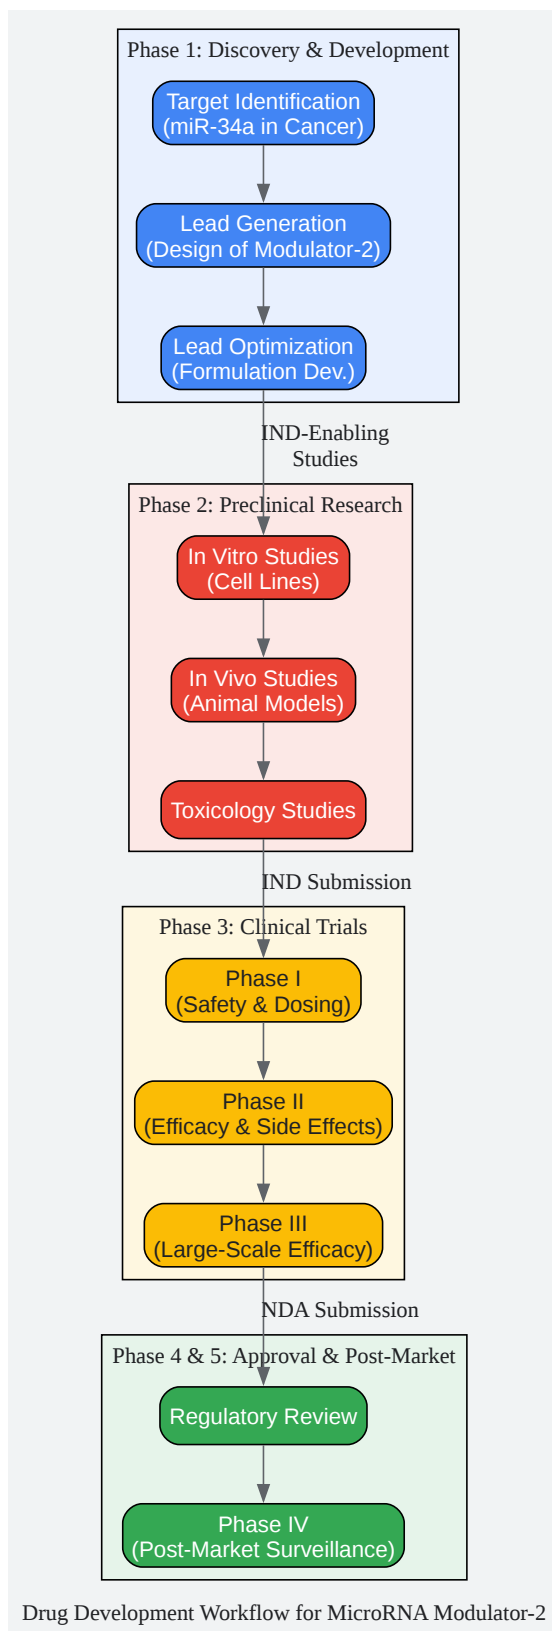 Phase 1: Discovery & Development
Target Identification
(miR-34a in Cancer)
Lead Generation
(Design of Modulator-2)
Lead Optimization
(Formulation Dev.)
IND-Enabling
Studies
Phase 2: Preclinical Research
In Vitro Studies
(Cell Lines)
In Vivo Studies
(Animal Models)
Toxicology Studies
IND Submission
Phase 3: Clinical Trials
Phase I
(Safety & Dosing)
Phase II
(Efficacy & Side Effects)
Phase III
(Large-Scale Efficacy)
NDA Submission
Phase 4 & 5: Approval & Post-Market
Regulatory Review
Phase IV
(Post-Market Surveillance)
Drug Development Workflow for MicroRNA Modulator-2